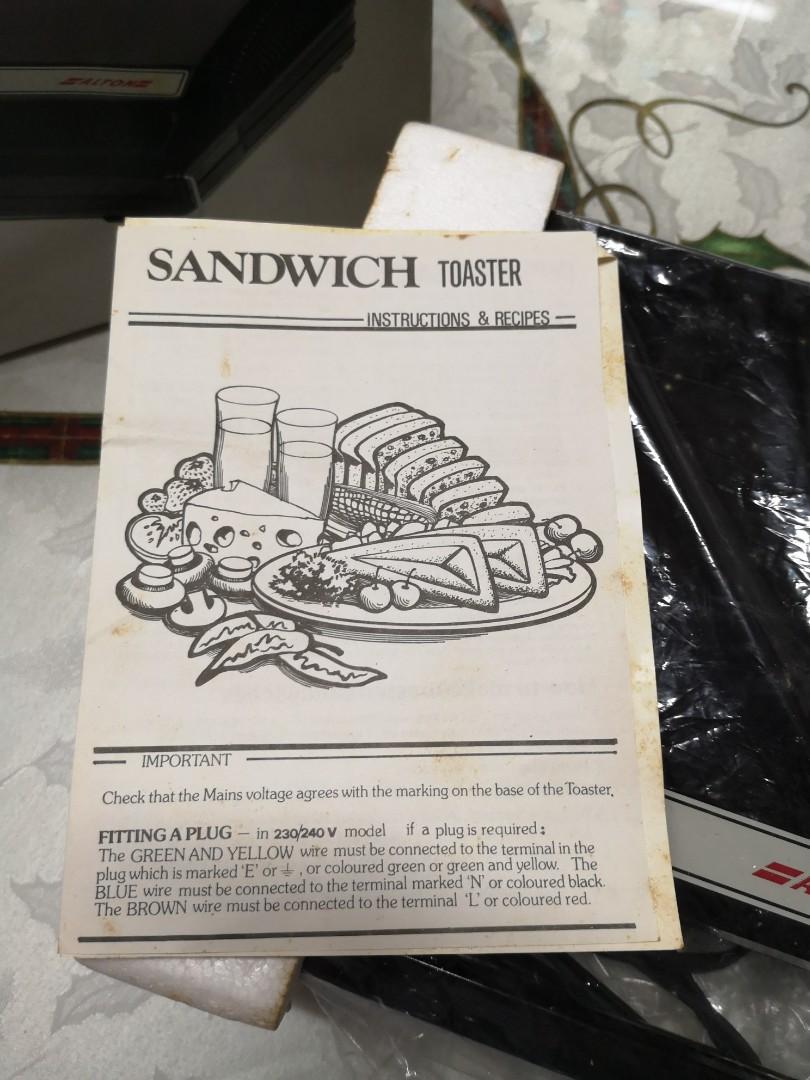 ALTON
SANDWICH TOASTER
INSTRUCTIONS & RECIPES
IMPORTANT
Check that the Mains voltage agrees with the marking on the base of the Toaster.
FITTING A PLUG – in 230/240 V model if a plug is required:
The GREEN AND YELLOW wire must be connected to the terminal in the
plug which is marked 'E' or ⏚, or coloured green or green and yellow. The
BLUE wire must be connected to the terminal marked 'N' or coloured black.
The BROWN wire must be connected to the terminal 'L' or coloured red.